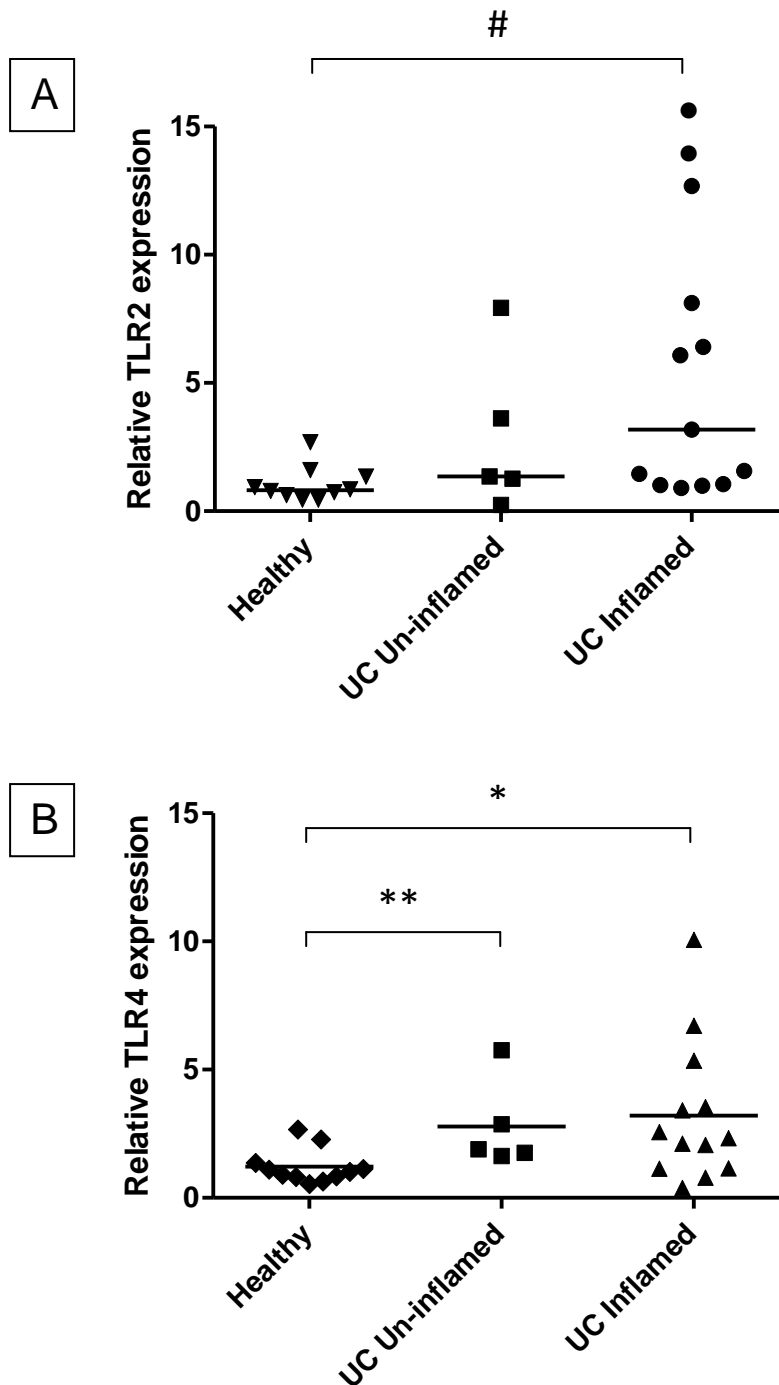 #
A
Relative TLR2 expression
15
10
5
0
Healthy
UC Un-inflamed
UC Inflamed
B
Relative TLR4 expression
*
**
15
10
5
0
Healthy
UC Un-inflamed
UC Inflamed